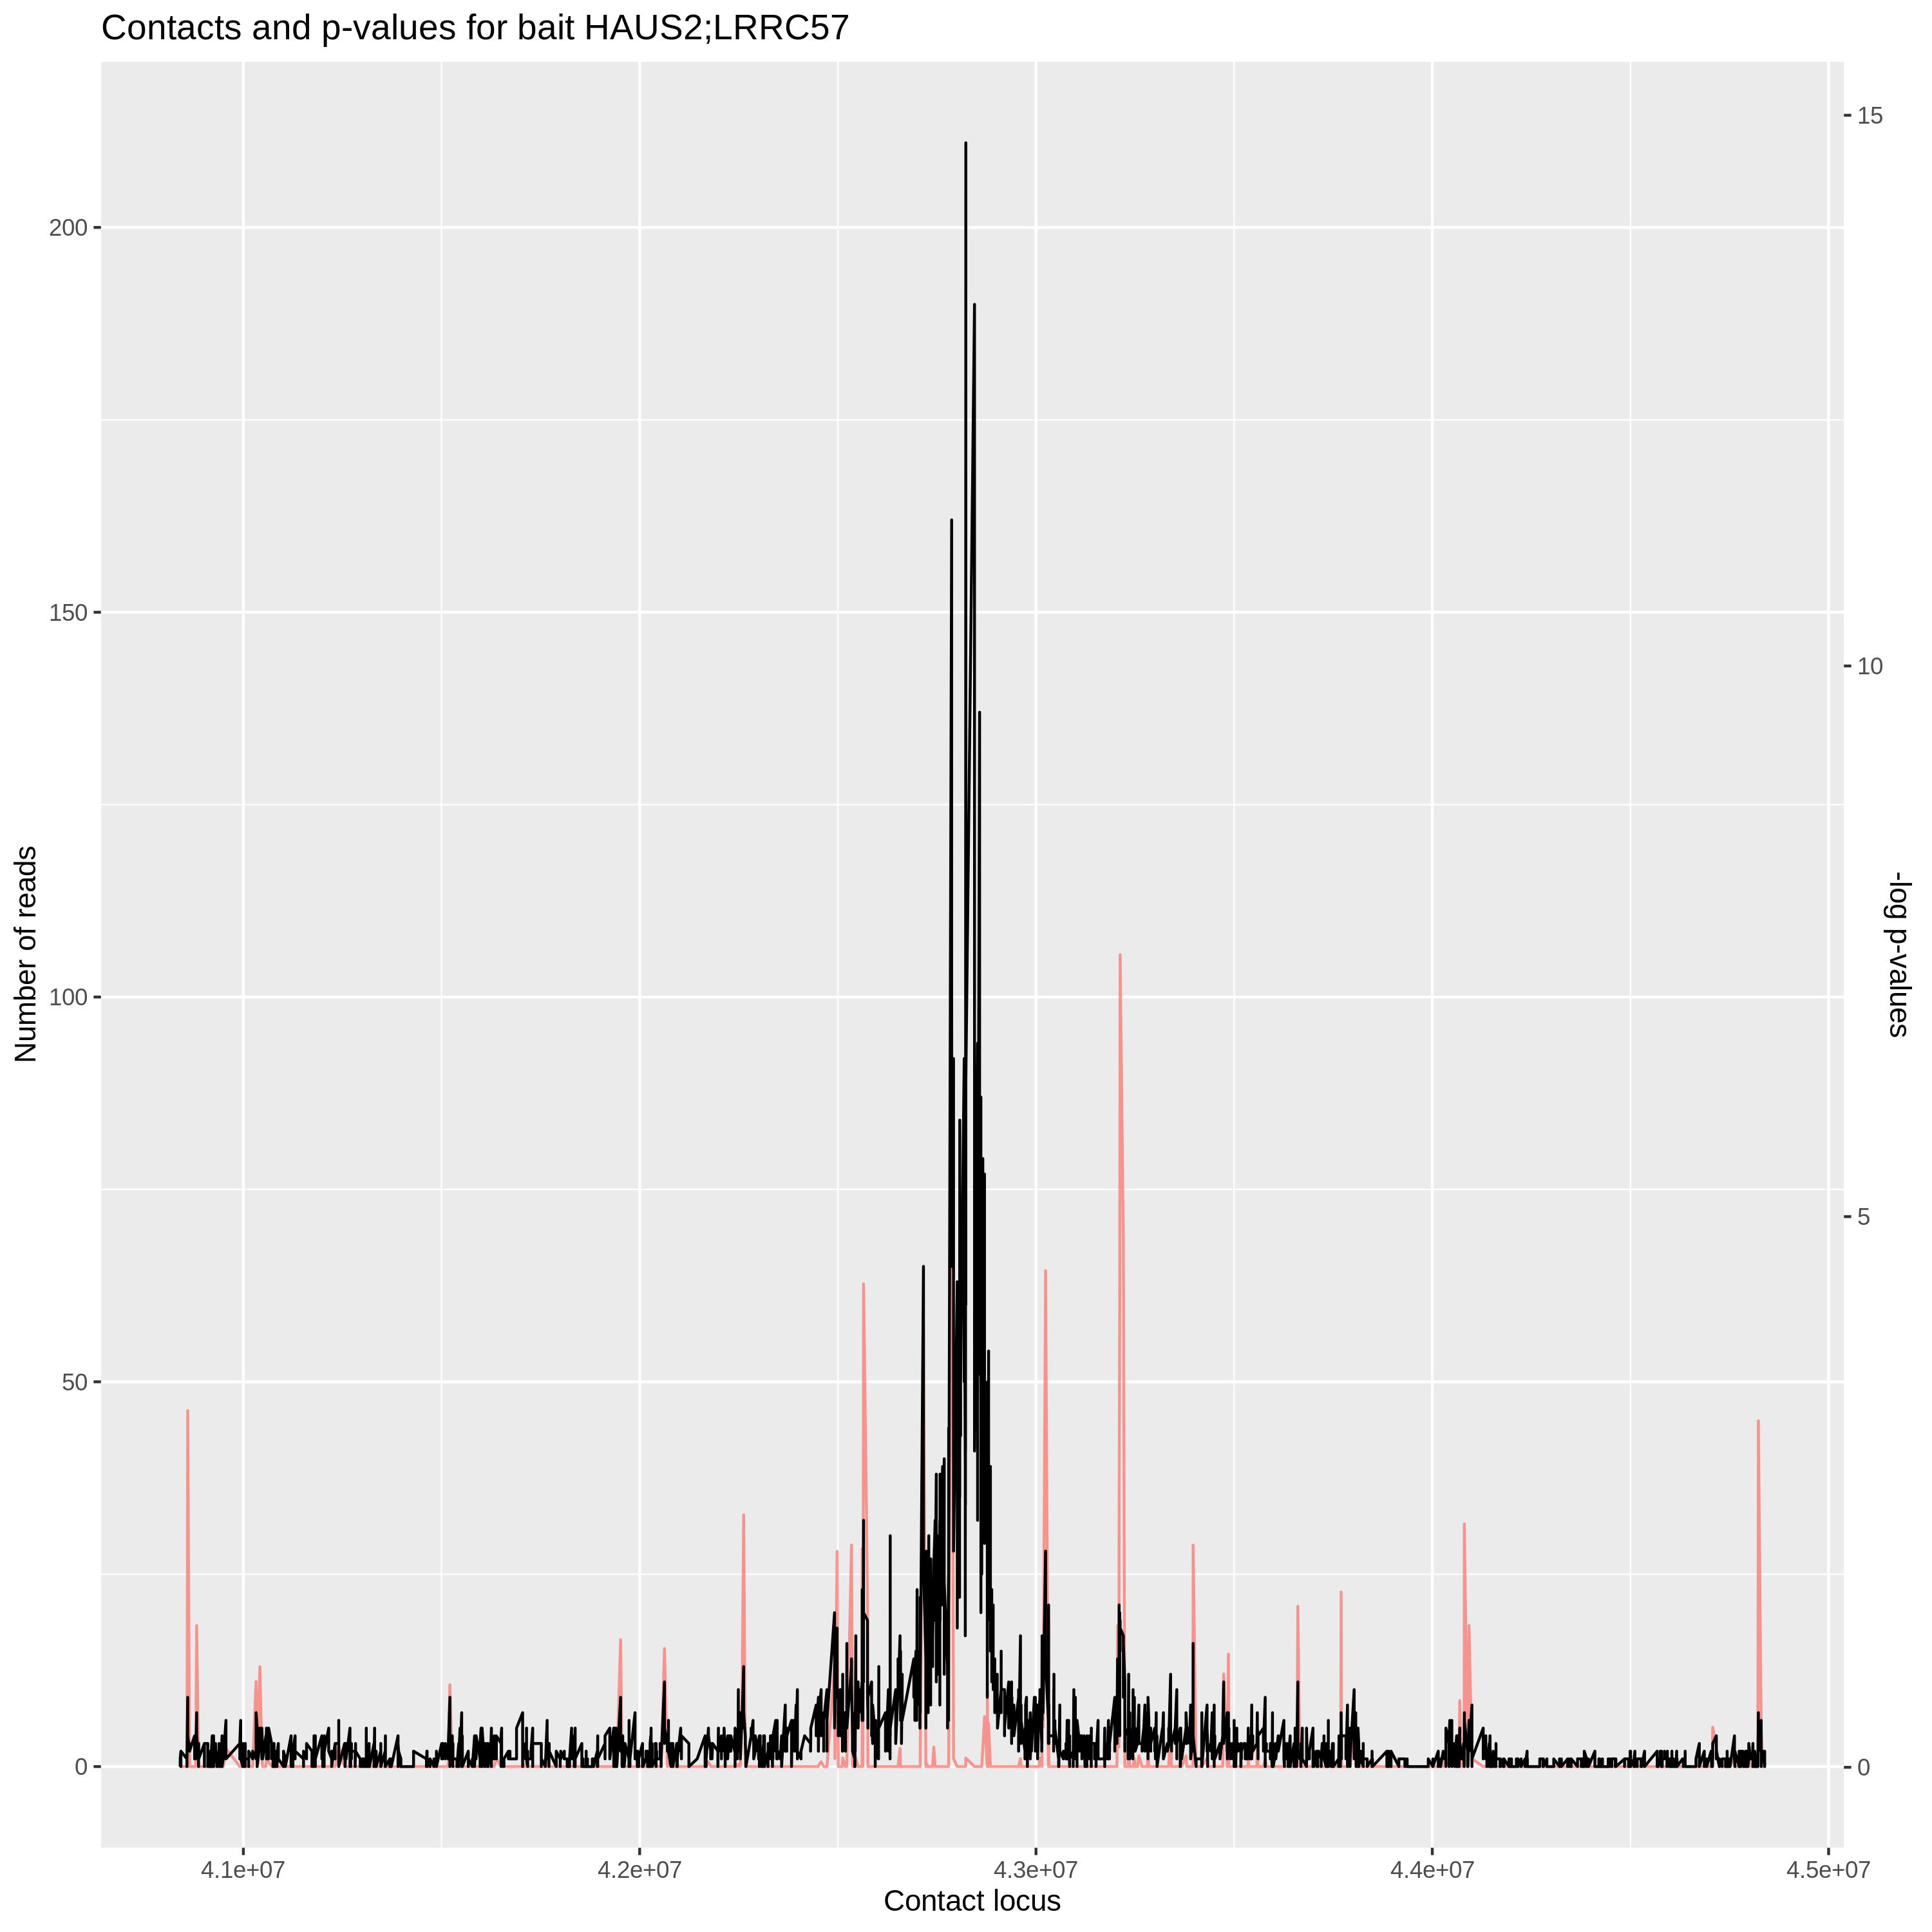 Contacts and p-values for bait HAUS2;LRRC57
15
200
150
10
Number of reads
-log p-values
100
5
50
0
0
4.1e+07 4.2e+07 4.3e+07 4.4e+07 4.5e+07
Contact locus